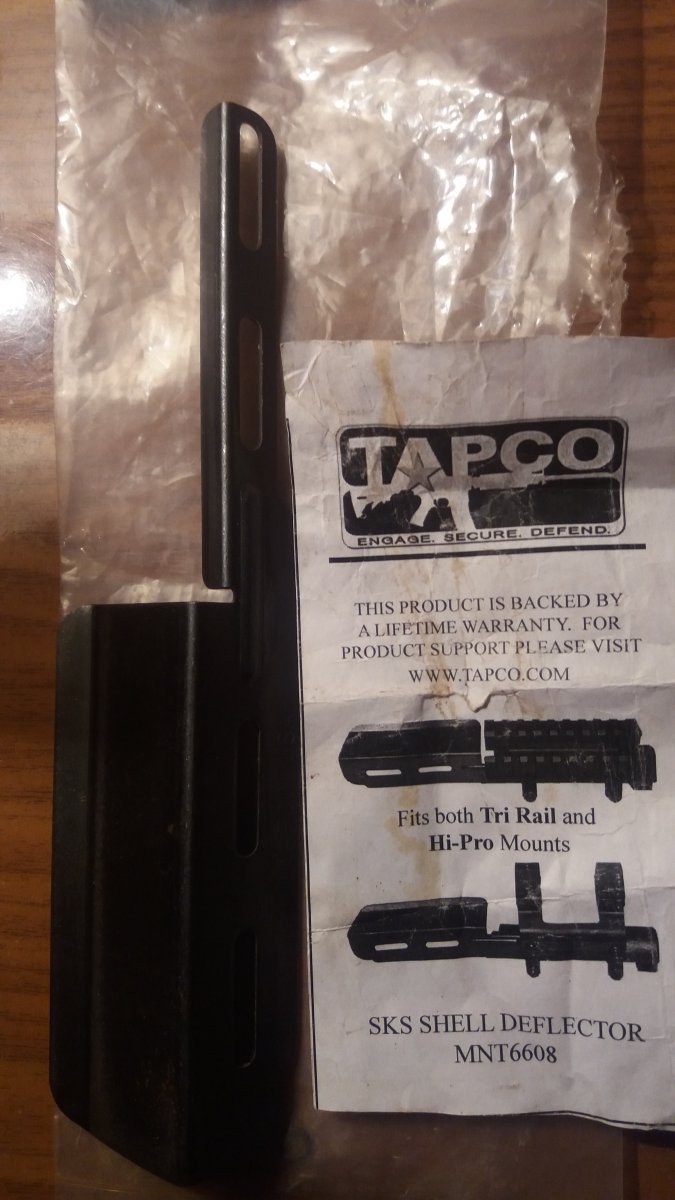 TAPCO
ENGAGE. SECURE. DEFEND.
THIS PRODUCT IS BACKED BY
A LIFETIME WARRANTY. FOR
PRODUCT SUPPORT PLEASE VISIT
WWW.TAPCO.COM
Fits both Tri Rail and
Hi-Pro Mounts
SKS SHELL DEFLECTOR
MNT6608